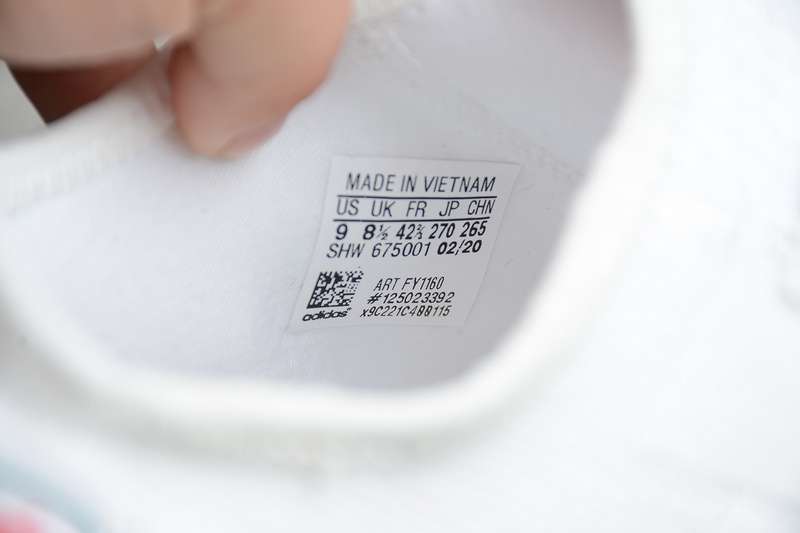 MADE IN VIETNAM
US UK FR JP CHN
9 8½ 42⅔ 270 265
SHW 675001 02/20
ART FY1160
#125023392
adidas x9C221C488115